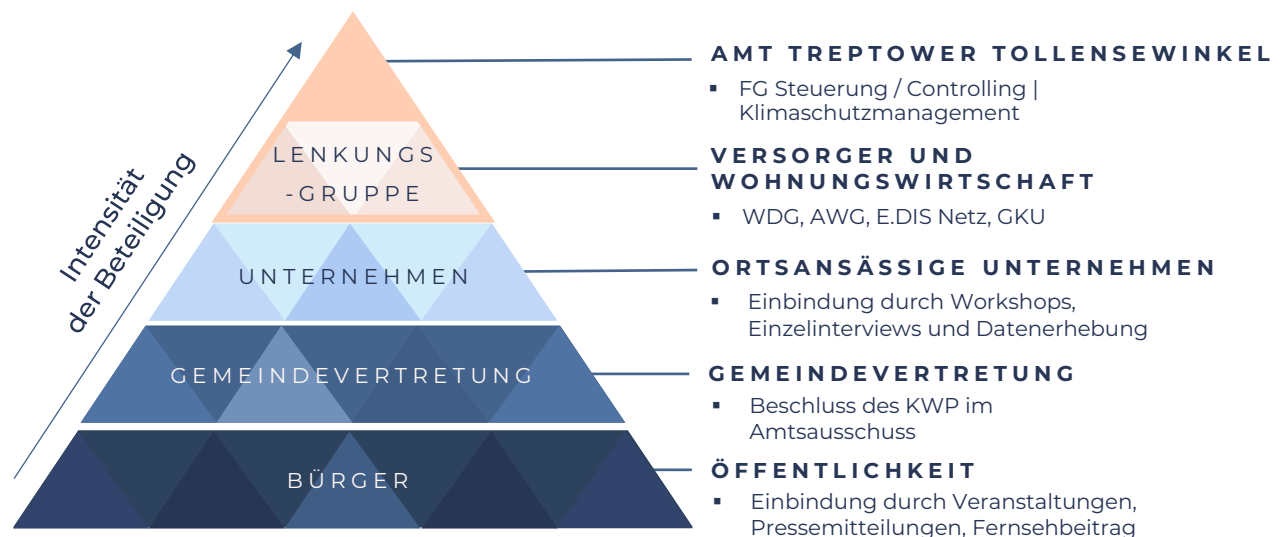 Intensität
der Beteiligung
LENKUNGS
-GRUPPE
UNTERNEHMEN
GEMEINDEVERTRETUNG
BÜRGER
AMT TREPTOWER TOLLENSEWINKEL
▪ FG Steuerung / Controlling |
Klimaschutzmanagement
VERSORGER UND
WOHNUNGSWIRTSCHAFT
▪ WDG, AWG, E.DIS Netz, GKU
ORTSANSÄSSIGE UNTERNEHMEN
▪ Einbindung durch Workshops,
Einzelinterviews und Datenerhebung
GEMEINDEVERTRETUNG
▪ Beschluss des KWP im
Amtsausschuss
ÖFFENTLICHKEIT
▪ Einbindung durch Veranstaltungen,
Pressemitteilungen, Fernsehbeitrag